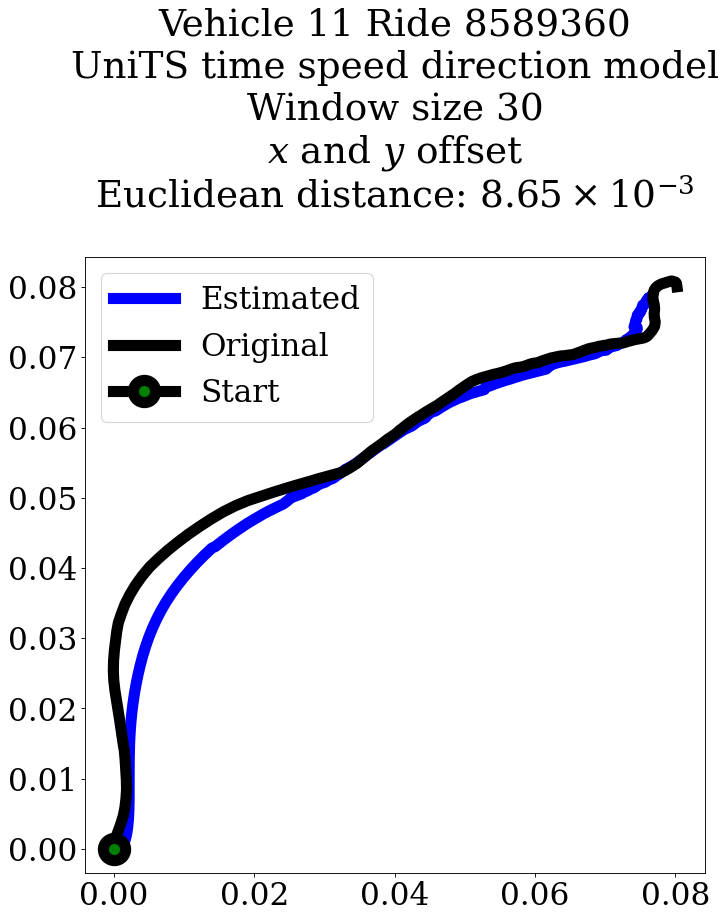 Vehicle 11 Ride 8589360
UniTS time speed direction model
Window size 30
x and y offset
Euclidean distance: 8.65 × 10⁻³
Estimated
Original
Start
0.08
0.07
0.06
0.05
0.04
0.03
0.02
0.01
0.00
0.00 0.02 0.04 0.06 0.08